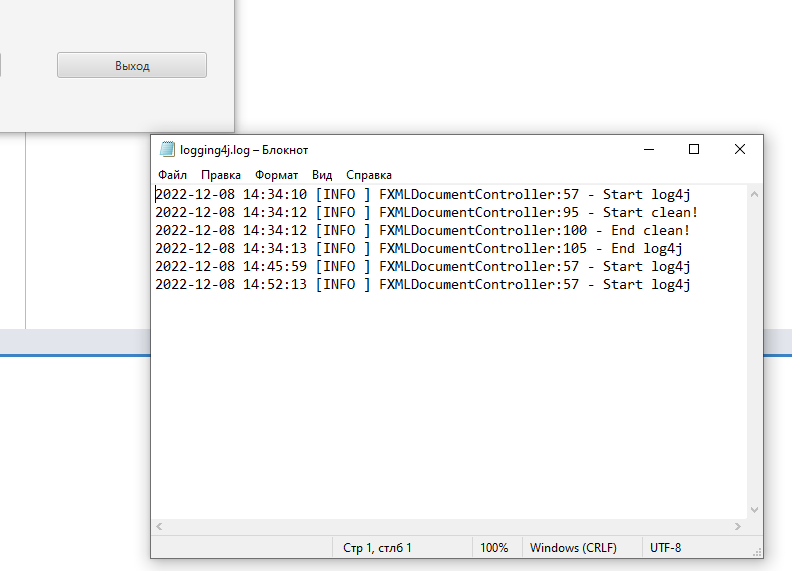 Выход
logging4j.log – Блокнот
Файл Правка Формат Вид Справка
2022-12-08 14:34:10 [INFO ] FXMLDocumentController:57 - Start log4j
2022-12-08 14:34:12 [INFO ] FXMLDocumentController:95 - Start clean!
2022-12-08 14:34:12 [INFO ] FXMLDocumentController:100 - End clean!
2022-12-08 14:34:13 [INFO ] FXMLDocumentController:105 - End log4j
2022-12-08 14:45:59 [INFO ] FXMLDocumentController:57 - Start log4j
2022-12-08 14:52:13 [INFO ] FXMLDocumentController:57 - Start log4j
Стр 1, стлб 1 100% Windows (CRLF) UTF-8